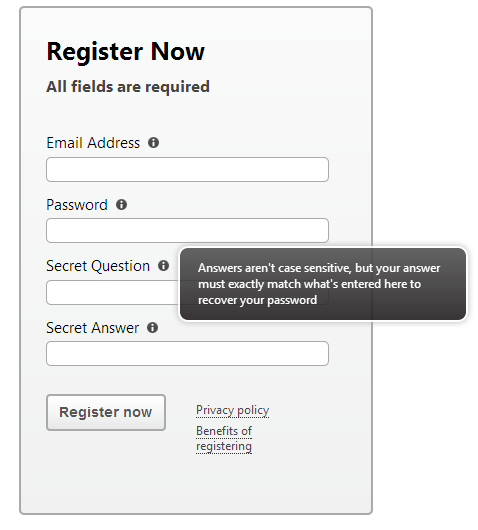 Register Now
All fields are required
Email Address
Password
Secret Question
Answers aren't case sensitive, but your answer
must exactly match what's entered here to
recover your password
Secret Answer
Register now
Privacy policy
Benefits of
registering